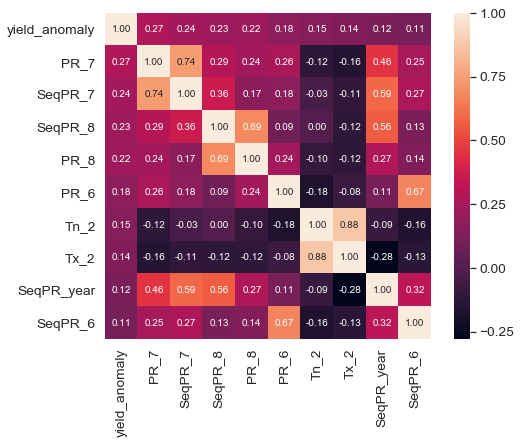 yield_anomaly 1.00 0.27 0.24 0.23 0.22 0.18 0.15 0.14 0.12 0.11
PR_7 0.27 1.00 0.74 0.29 0.24 0.26 -0.12 -0.16 0.46 0.25
SeqPR_7 0.24 0.74 1.00 0.36 0.17 0.18 -0.03 -0.11 0.59 0.27
SeqPR_8 0.23 0.29 0.36 1.00 0.69 0.09 0.00 -0.12 0.56 0.13
PR_8 0.22 0.24 0.17 0.69 1.00 0.24 -0.10 -0.12 0.27 0.14
PR_6 0.18 0.26 0.18 0.09 0.24 1.00 -0.18 -0.08 0.11 0.67
Tn_2 0.15 -0.12 -0.03 0.00 -0.10 -0.18 1.00 0.88 -0.09 -0.16
Tx_2 0.14 -0.16 -0.11 -0.12 -0.12 -0.08 0.88 1.00 -0.28 -0.13
SeqPR_year 0.12 0.46 0.59 0.56 0.27 0.11 -0.09 -0.28 1.00 0.32
SeqPR_6 0.11 0.25 0.27 0.13 0.14 0.67 -0.16 -0.13 0.32 1.00
yield_anomaly
PR_7
SeqPR_7
SeqPR_8
PR_8
PR_6
Tn_2
Tx_2
SeqPR_year
SeqPR_6
1.00
0.75
0.50
0.25
0.00
−0.25